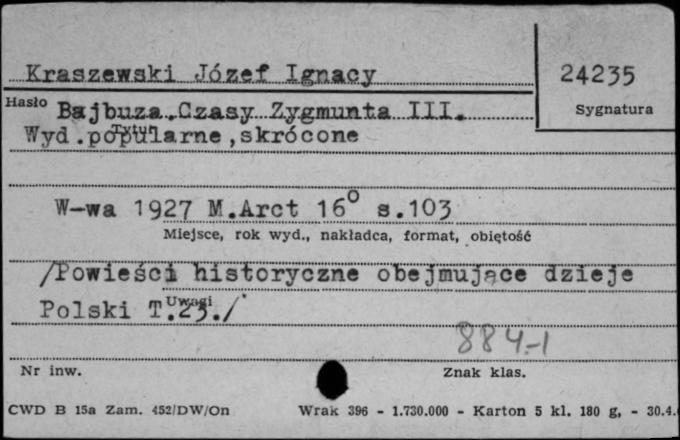 Kraszewski Józef Ignacy
24235
Hasło
Sygnatura
Bajbuza.Czasy Zygmunta III.
Tytuł
Wyd.popularne,skrócone
W-wa 1927 M.Arct 16° s.103
Miejsce, rok wyd., nakładca, format, objętość
/Powieści historyczne obejmujące dzieje
Uwagi
Polski T.23./
884-1
Nr inw.
Znak klas.
CWD B 15a Zam. 452/DW/On
Wrak 396 - 1.730.000 - Karton 5 kl. 180 g, - 30.4.